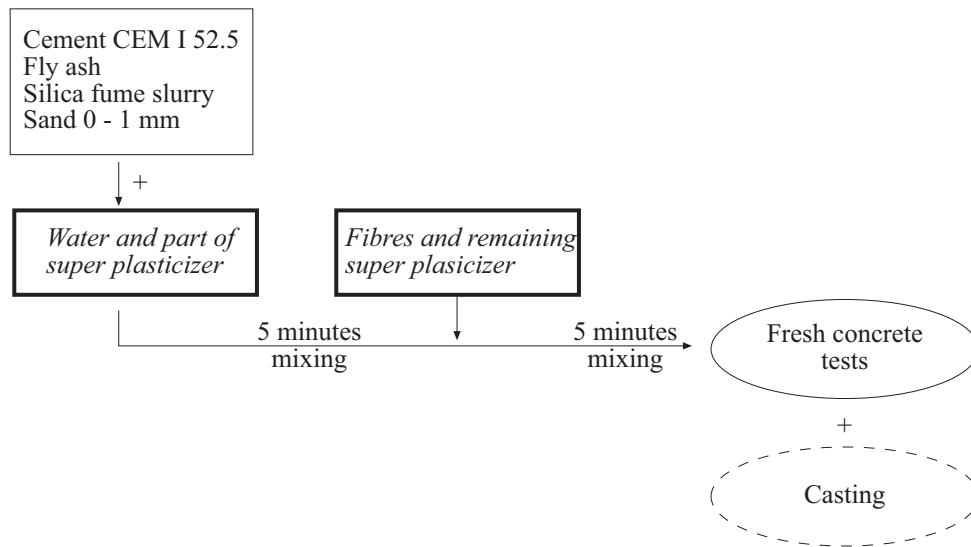 Cement CEM I 52.5
Fly ash
Silica fume slurry
Sand 0 - 1 mm
+
Water and part of
super plasticizer
Fibres and remaining
super plasicizer
5 minutes
mixing
5 minutes
mixing
Fresh concrete
tests
+
Casting